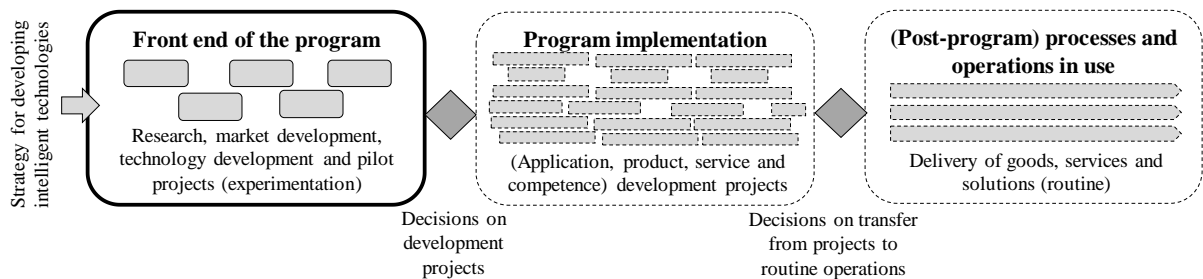 Strategy for developing
intelligent technologies
Front end of the program
Research, market development,
technology development and pilot
projects (experimentation)
Decisions on
development
projects
Program implementation
(Application, product, service and
competence) development projects
Decisions on transfer
from projects to
routine operations
(Post-program) processes and
operations in use
Delivery of goods, services and
solutions (routine)